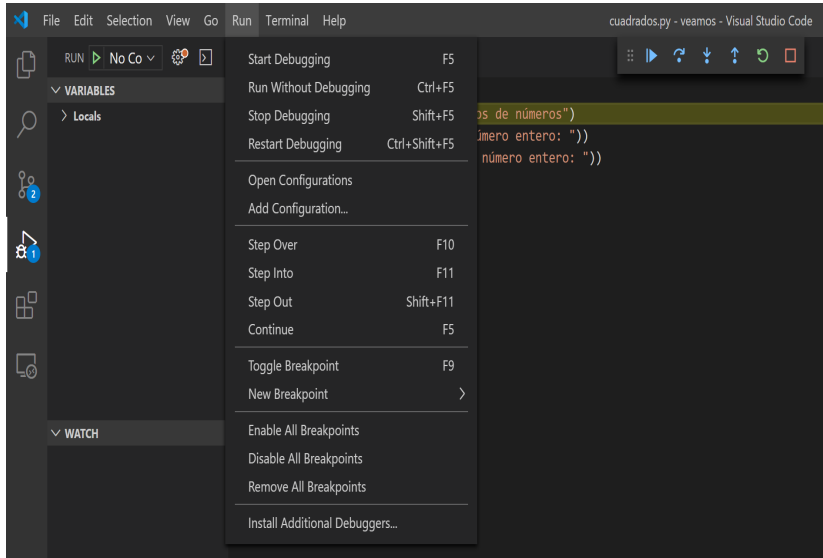 File Edit Selection View Go Run Terminal Help cuadrados.py - veamos - Visual Studio Code
RUN No Co
VARIABLES
Locals
WATCH
2
1
Start Debugging F5
Run Without Debugging Ctrl+F5
Stop Debugging Shift+F5
Restart Debugging Ctrl+Shift+F5
Open Configurations
Add Configuration...
Step Over F10
Step Into F11
Step Out Shift+F11
Continue F5
Toggle Breakpoint F9
New Breakpoint
Enable All Breakpoints
Disable All Breakpoints
Remove All Breakpoints
Install Additional Debuggers...
de números")
entero: "))
número entero: "))